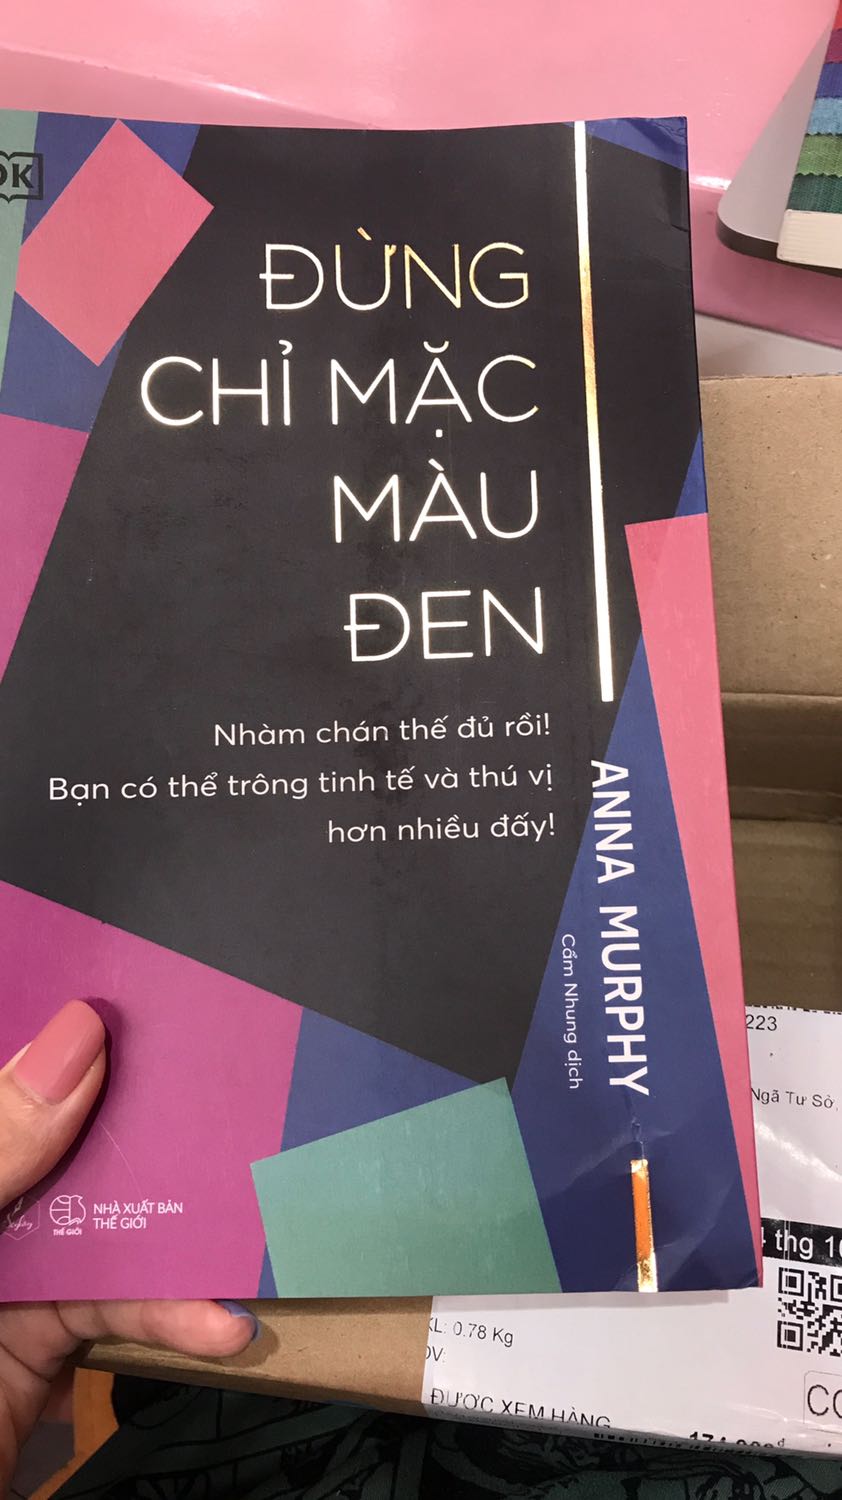 ĐỪNG
CHỈ MẶC
MÀU
ĐEN
Nhàm chán thế đủ rồi!
Bạn có thể trông tinh tế và thú vị
hơn nhiều đấy!
ANNA MURPHY
Cẩm Nhung dịch
NHÀ XUẤT BẢN
THẾ GIỚI
THẾ GIỚI
223
Ngã Tư Sở,
thg 10
KL: 0.78 Kg
ĐƯỢC XEM HÀNG